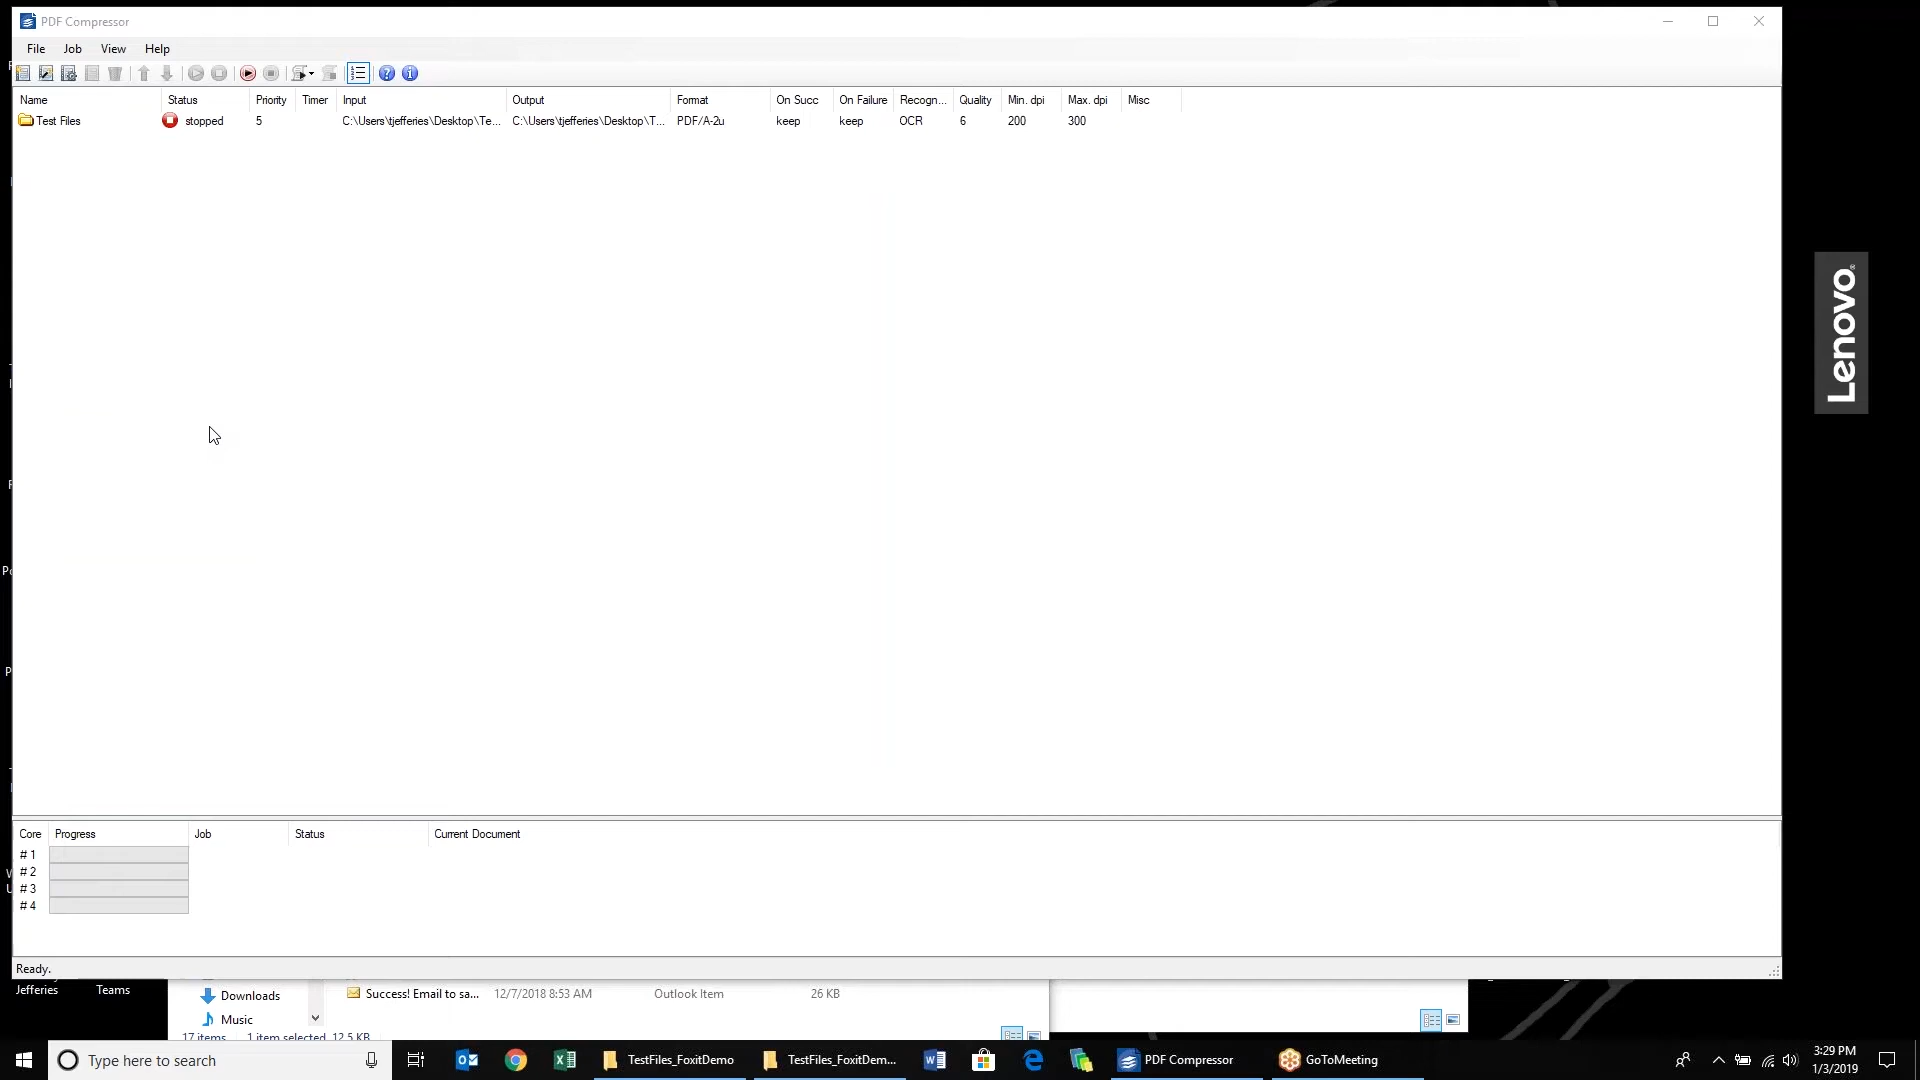 PDF Compressor
File Job View Help
Name Status Priority Timer Input Output Format On Succ On Failure Recogn... Quality Min. dpi Max. dpi Misc
Test Files stopped 5 C:\Users\tjefferies\Desktop\Te... C:\Users\tjefferies\Desktop\T... PDF/A-2u keep keep OCR 6 200 300
Lenovo
Core Progress Job Status Current Document
# 1
# 2
# 3
# 4
Ready.
Jefferies Teams
Downloads Success! Email to sa... 12/7/2018 8:53 AM Outlook Item 26 KB
Music
17 items 1 item selected 12.5 KB
Type here to search TestFiles_FoxitDemo TestFiles_FoxitDem... PDF Compressor GoToMeeting
3:29 PM
1/3/2019